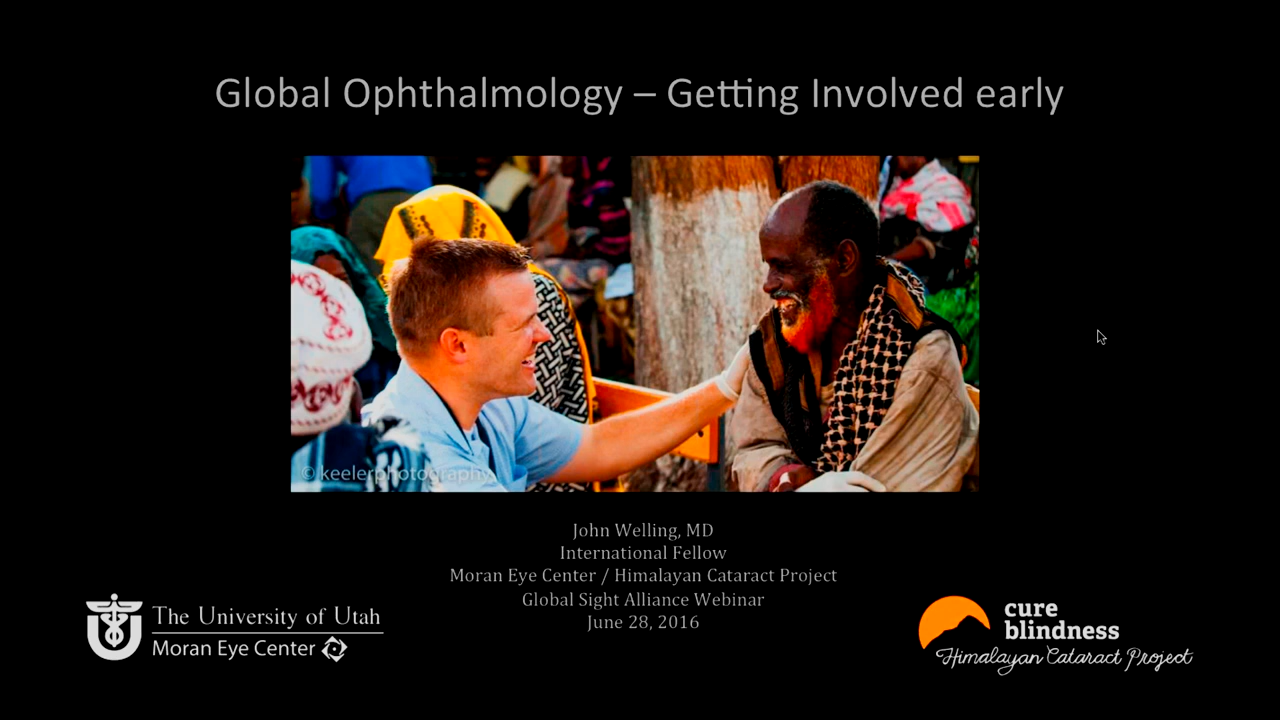 Global Ophthalmology – Getting Involved early
© keelerphotography
John Welling, MD
International Fellow
Moran Eye Center / Himalayan Cataract Project
Global Sight Alliance Webinar
June 28, 2016
The University of Utah
Moran Eye Center
cure
blindness
Himalayan Cataract Project